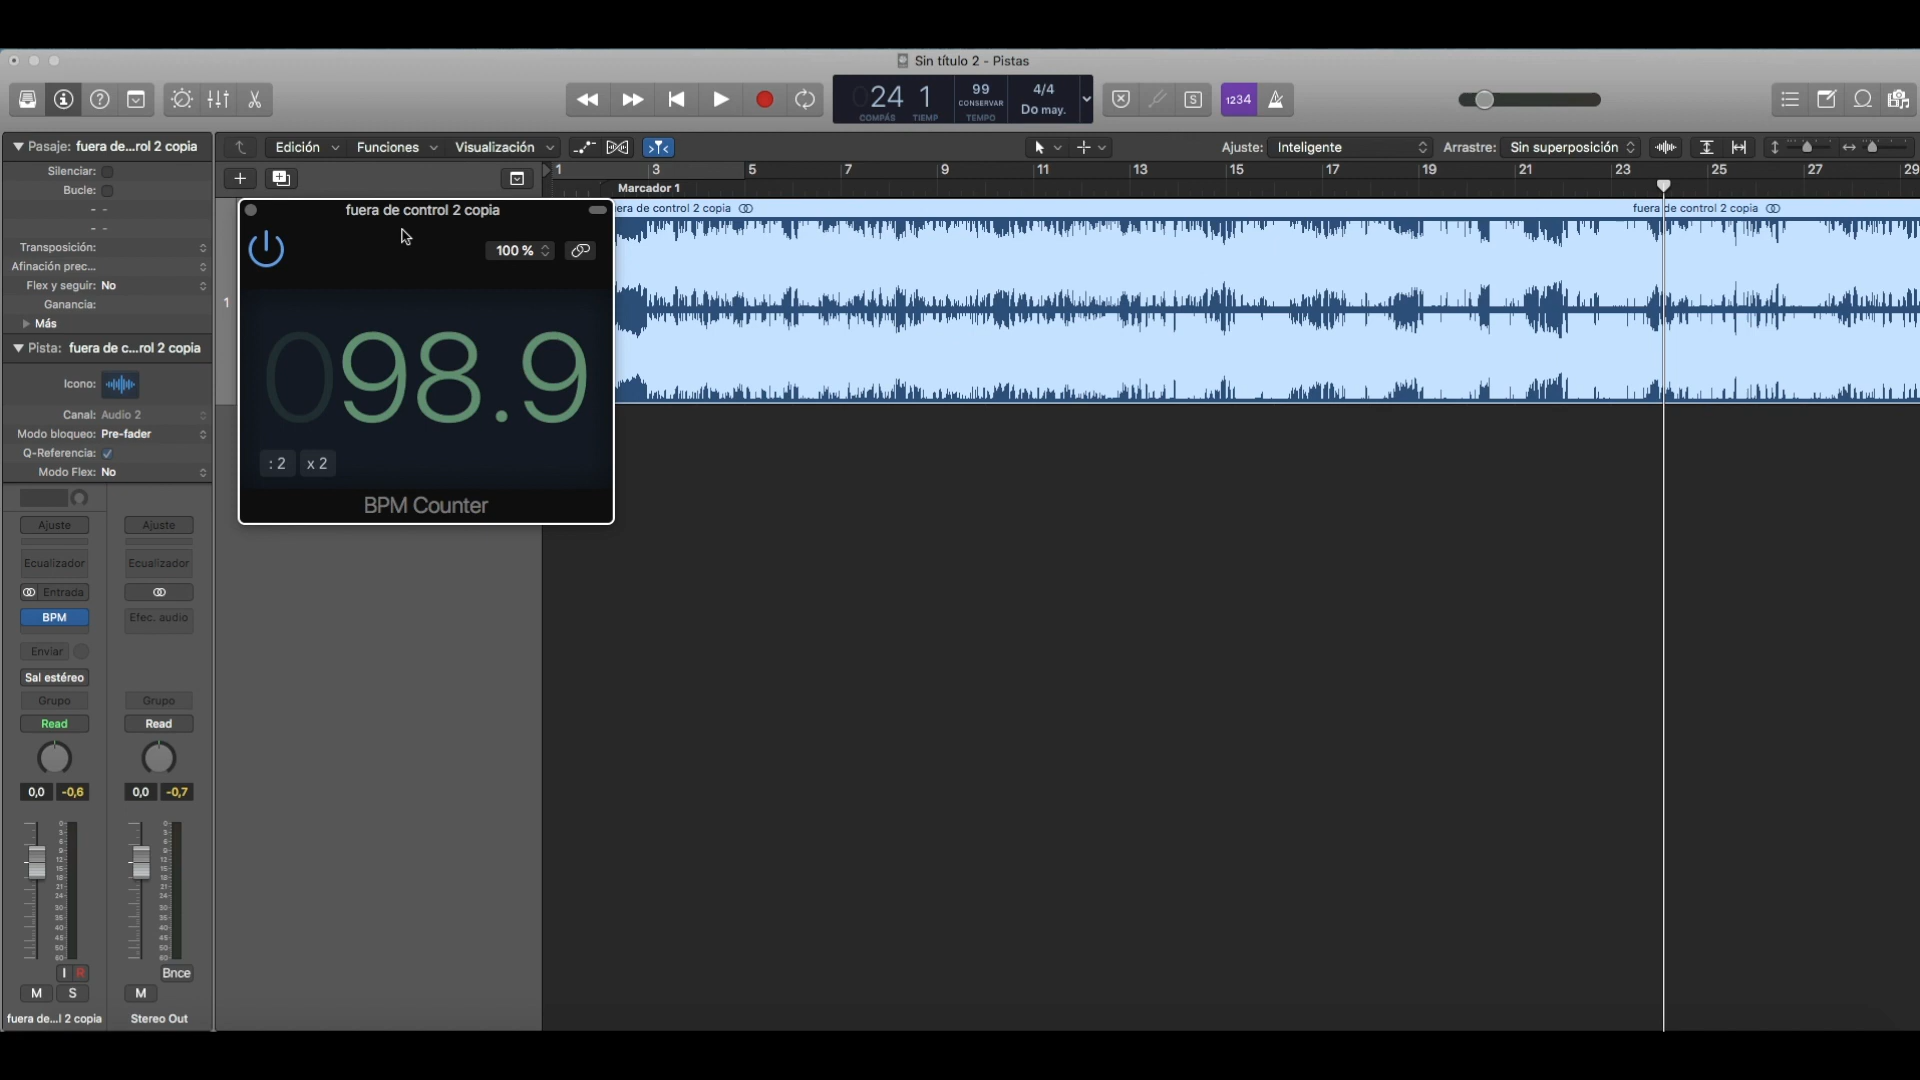 Sin título 2 - Pistas
024 1
COMPÁS TIEMP
99
CONSERVAR
TEMPO
4/4
Do may.
S
1234
Pasaje: fuera de...rol 2 copia
Edición
Funciones
Visualización
Ajuste: Inteligente
Arrastre: Sin superposición
Silenciar:
Bucle:
- -
- -
Transposición:
Afinación prec...
Flex y seguir: No
Ganancia:
Más
Pista: fuera de c...rol 2 copia
Icono:
Canal: Audio 2
Modo bloqueo: Pre-fader
Q-Referencia:
Modo Flex: No
1 3 5 7 9 11 13 15 17 19 21 23 25 27 29
Marcador 1
era de control 2 copia
fuera de control 2 copia
1
fuera de control 2 copia
100 %
098.9
: 2
x 2
BPM Counter
Ajuste
Ajuste
Ecualizador
Ecualizador
Entrada
BPM
Efec. audio
Enviar
Sal estéreo
Grupo
Grupo
Read
Read
0,0 -0,6
0,0 -0,7
I R
Bnce
M S
M
fuera de...l 2 copia
Stereo Out